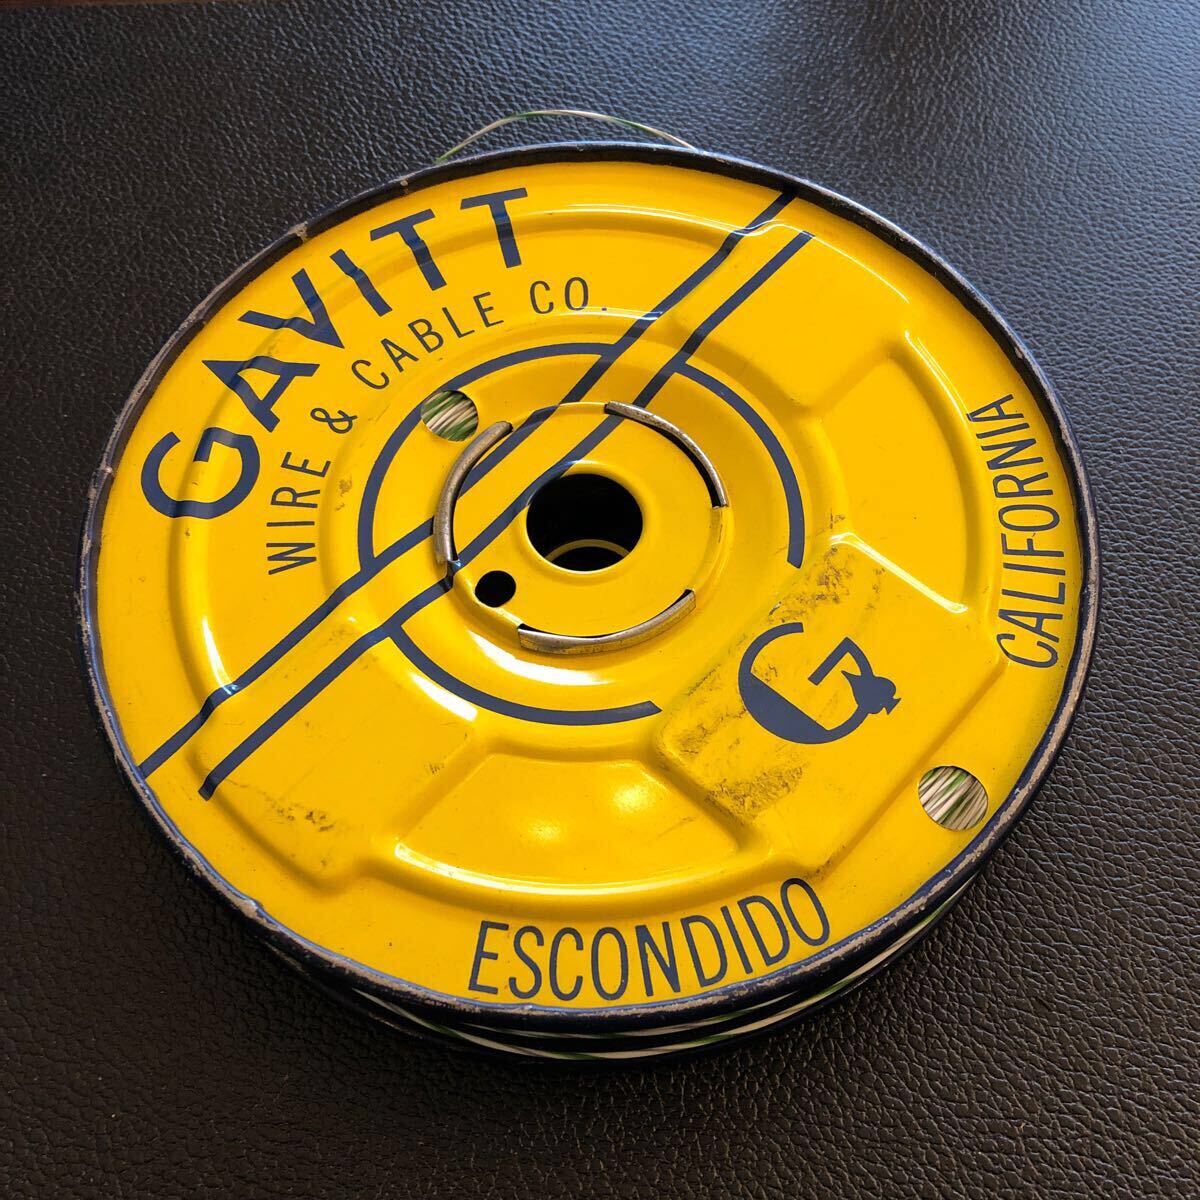 GAVITT
WIRE & CABLE CO.
G
ESCONDIDO
CALIFORNIA